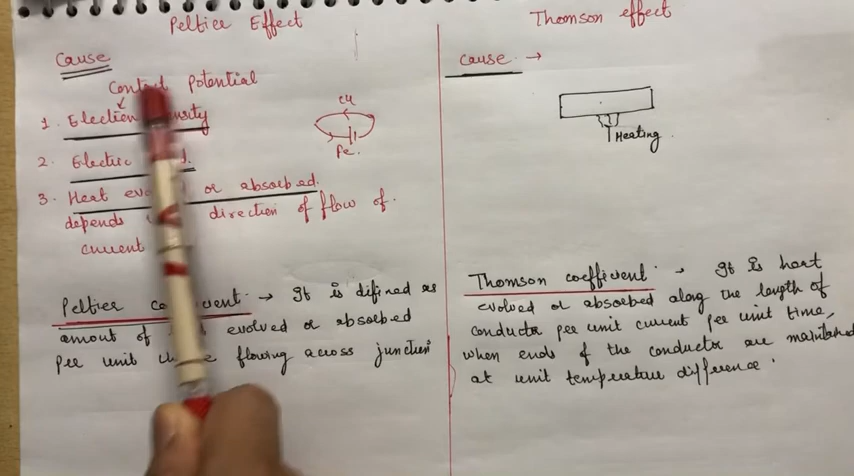 Peltier Effect
Cause
Contact Potential
1. Electron
2. Electric
Cu
Fe.
3. Heat or absorbed.
depends direction of flow of.
current
Peltier → It is difined as
amount of evolved or absorbed
per unit flowing across junction
Thomson effect
Cause →
Heating
Thomson coefficient → It is heat
evolved or absorbed along the length of
conductor per unit current per unit time,
when ends of the conductor are maintained
at unit temperature difference.